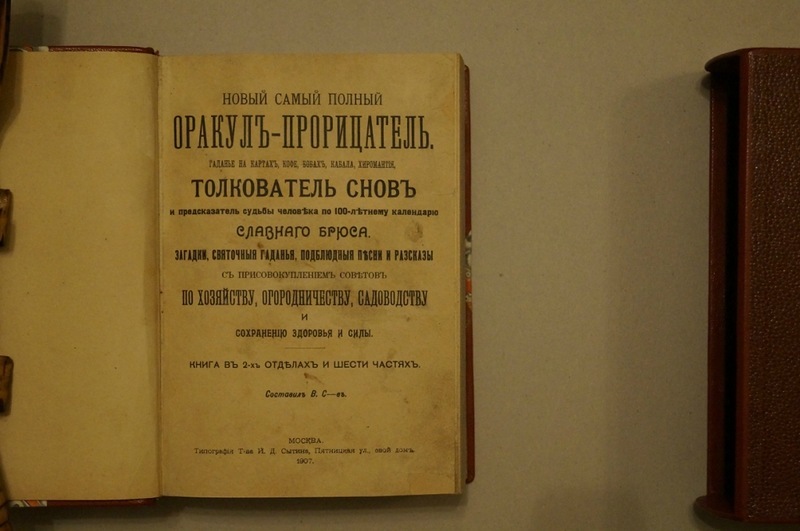 НОВЫЙ САМЫЙ ПОЛНЫЙ
ОРАКУЛЪ-ПРОРИЦАТЕЛЬ.
ГАДАНЬЕ НА КАРТАХЪ, КОФЕ, БОБАХЪ, КАБАЛА, ХИРОМАНТІЯ,
ТОЛКОВАТЕЛЬ СНОВЪ
и предсказатель судьбы человѣка по 100-лѣтнему календарю
СЛАВНАГО БРЮСА.
ЗАГАДКИ, СВЯТОЧНЫЯ ГАДАНЬЯ, ПОДБЛЮДНЫЯ ПѢСНИ И РАЗСКАЗЫ
СЪ ПРИСОВОКУПЛЕНІЕМЪ СОВѢТОВЪ
ПО ХОЗЯЙСТВУ, ОГОРОДНИЧЕСТВУ, САДОВОДСТВУ
И
СОХРАНЕНІЮ ЗДОРОВЬЯ И СИЛЫ.
КНИГА ВЪ 2-хъ ОТДѢЛАХЪ И ШЕСТИ ЧАСТЯХЪ.
Составилъ В. С—въ.
МОСКВА.
Типографія Т-ва И. Д. Сытина, Пятницкая ул., свой домъ.
1907.